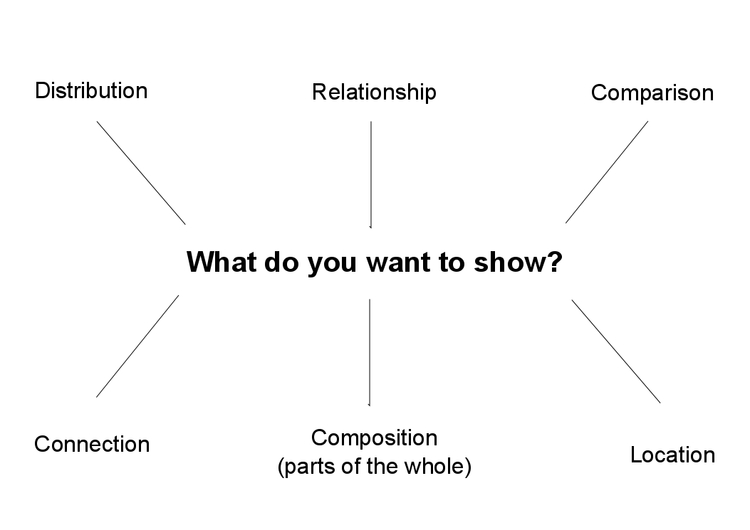 Distribution
Relationship
Comparison
What do you want to show?
Connection
Composition
(parts of the whole)
Location